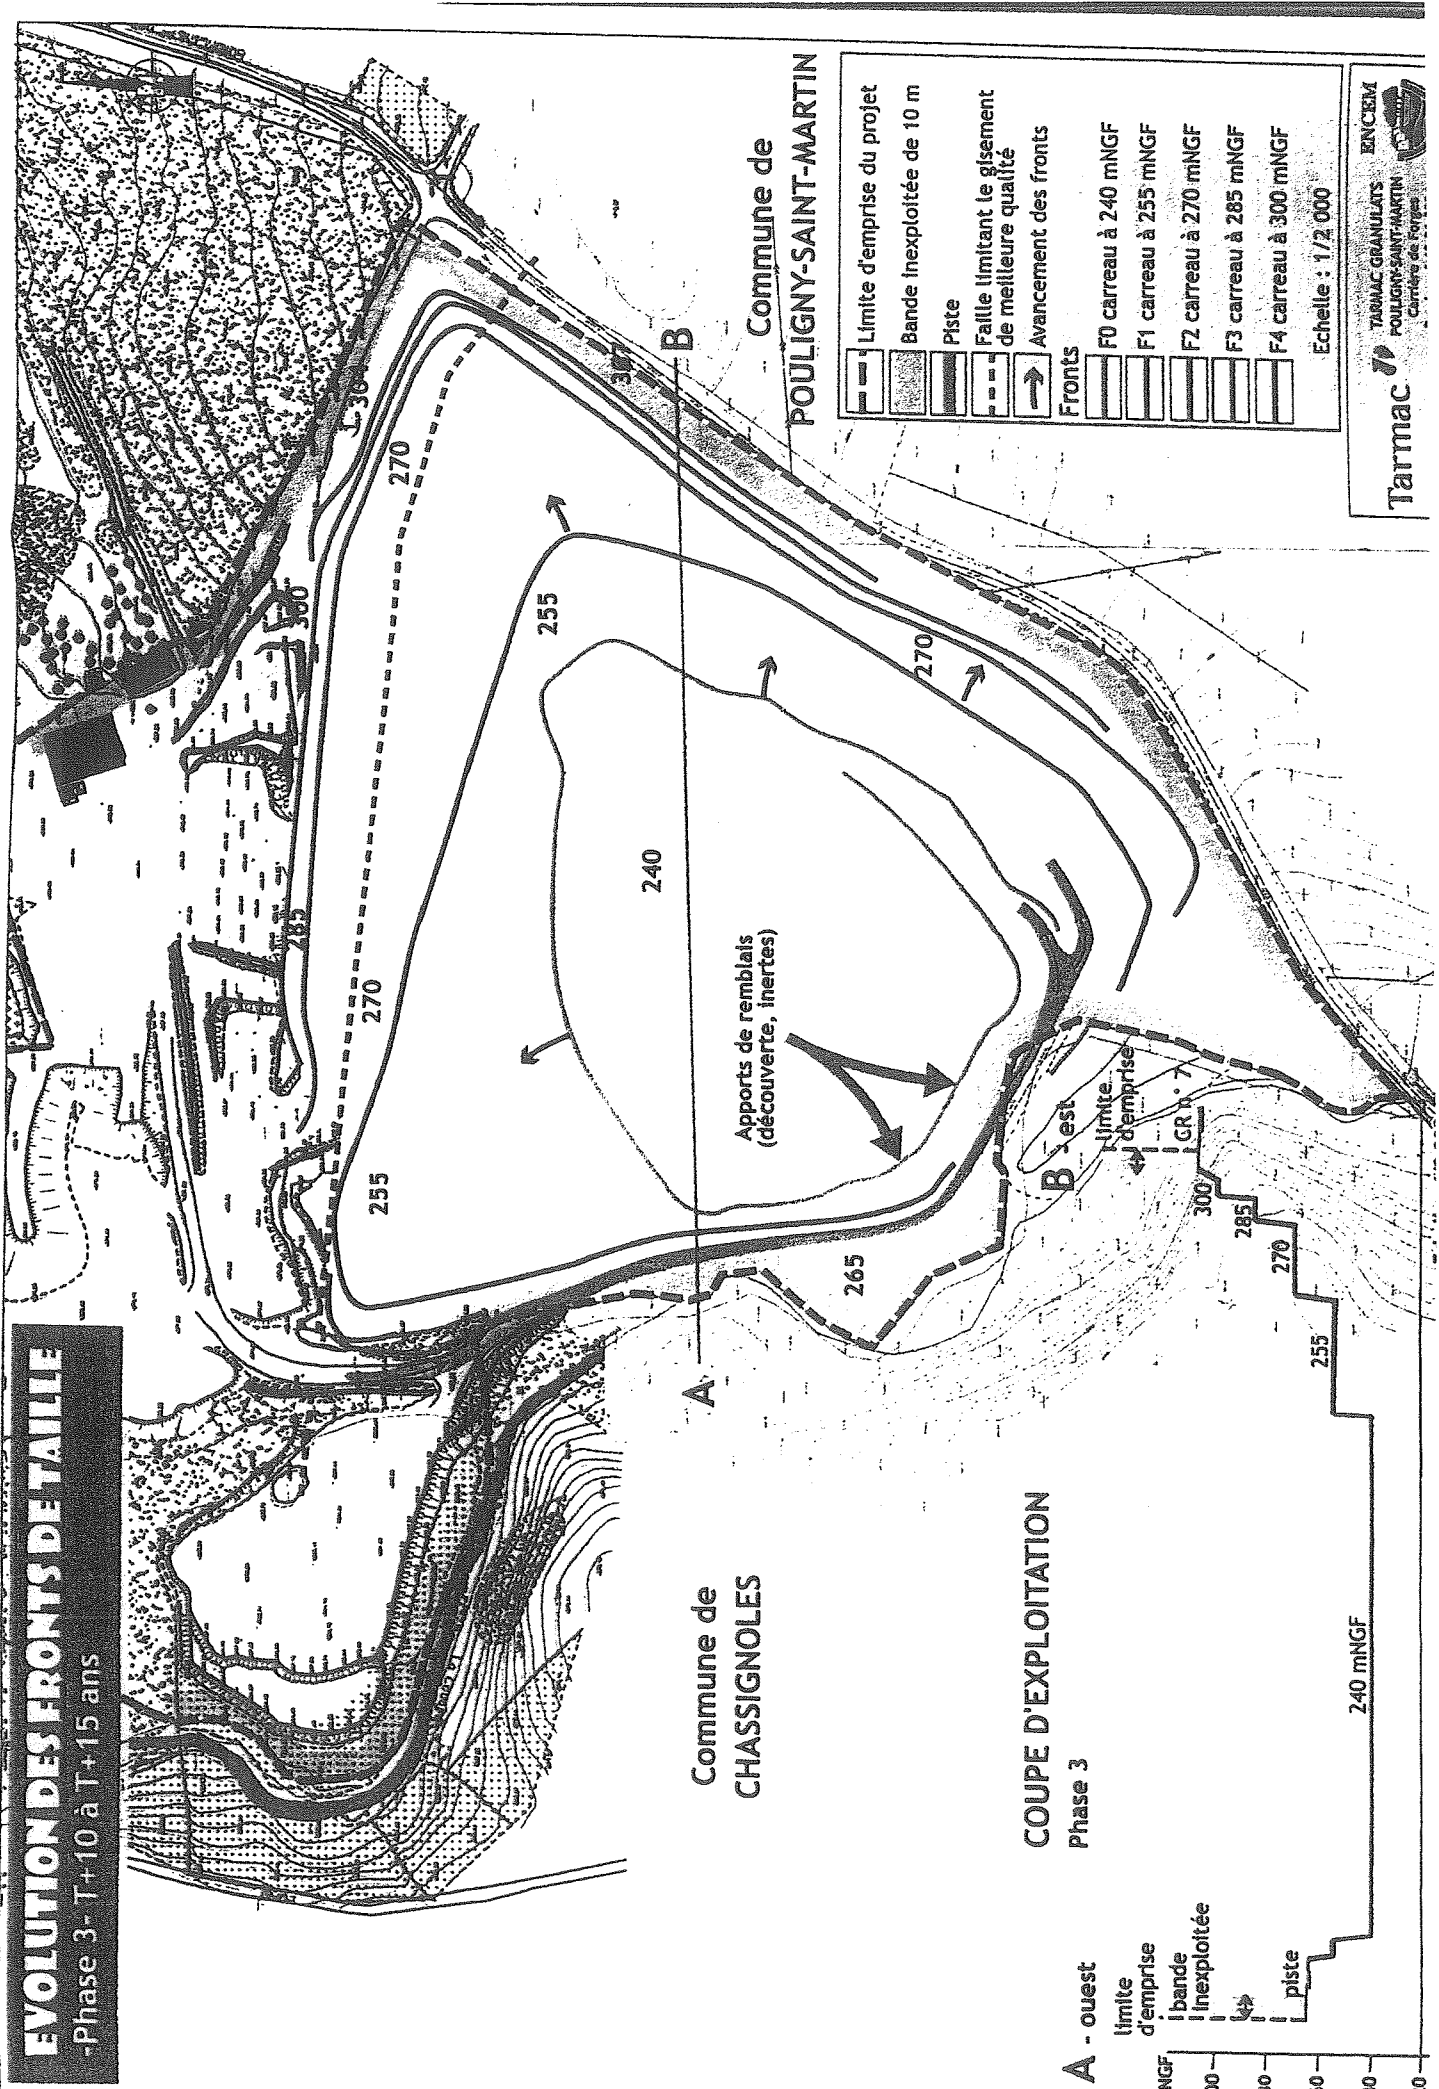 EVOLUTION DES FRONTS DE TAILLE
-Phase 3- T+10 à T+15 ans
300
285
270
270
255
255
240
270
265
Apports de remblais
(découverte, inertes)
A
B
Commune de
CHASSIGNOLES
Commune de
POULIGNY-SAINT-MARTIN
Limite d'emprise du projet
Bande inexploitée de 10 m
Piste
Faille limitant le gisement
de meilleure qualité
Avancement des fronts
Fronts
F0 carreau à 240 mNGF
F1 carreau à 255 mNGF
F2 carreau à 270 mNGF
F3 carreau à 285 mNGF
F4 carreau à 300 mNGF
Echelle : 1/2 000
Tarmac
TARMAC GRANULATS
POULIGNY-SAINT-MARTIN
Carrière de Forges
ENCEM
COUPE D'EXPLOITATION
Phase 3
A - ouest
limite
d'emprise
bande
inexploitée
piste
240 mNGF
255
270
285
300
B - est
limite
d'emprise
GR n° 7